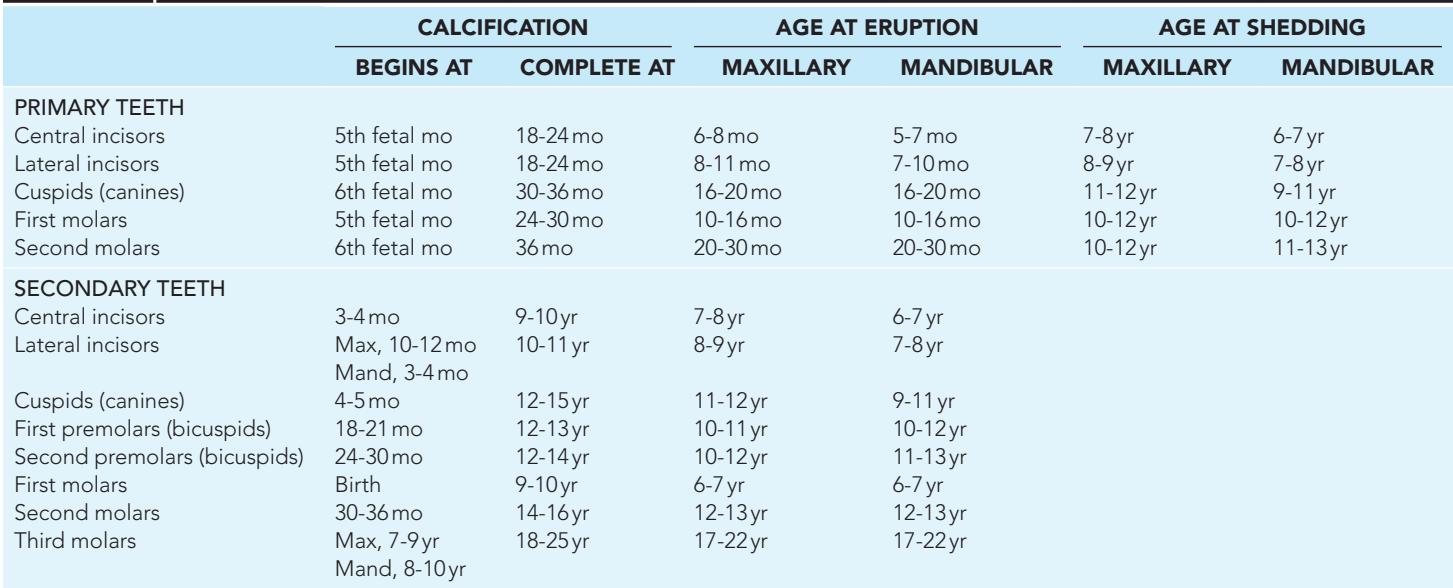 CALCIFICATION AGE AT ERUPTION AGE AT SHEDDING
BEGINS AT COMPLETE AT MAXILLARY MANDIBULAR MAXILLARY MANDIBULAR
PRIMARY TEETH
Central incisors 5th fetal mo 18-24 mo 6-8 mo 5-7 mo 7-8 yr 6-7 yr
Lateral incisors 5th fetal mo 18-24 mo 8-11 mo 7-10 mo 8-9 yr 7-8 yr
Cuspids (canines) 6th fetal mo 30-36 mo 16-20 mo 16-20 mo 11-12 yr 9-11 yr
First molars 5th fetal mo 24-30 mo 10-16 mo 10-16 mo 10-12 yr 10-12 yr
Second molars 6th fetal mo 36 mo 20-30 mo 20-30 mo 10-12 yr 11-13 yr
SECONDARY TEETH
Central incisors 3-4 mo 9-10 yr 7-8 yr 6-7 yr
Lateral incisors Max, 10-12 mo 10-11 yr 8-9 yr 7-8 yr
Mand, 3-4 mo
Cuspids (canines) 4-5 mo 12-15 yr 11-12 yr 9-11 yr
First premolars (bicuspids) 18-21 mo 12-13 yr 10-11 yr 10-12 yr
Second premolars (bicuspids) 24-30 mo 12-14 yr 10-12 yr 11-13 yr
First molars Birth 9-10 yr 6-7 yr 6-7 yr
Second molars 30-36 mo 14-16 yr 12-13 yr 12-13 yr
Third molars Max, 7-9 yr 18-25 yr 17-22 yr 17-22 yr
Mand, 8-10 yr